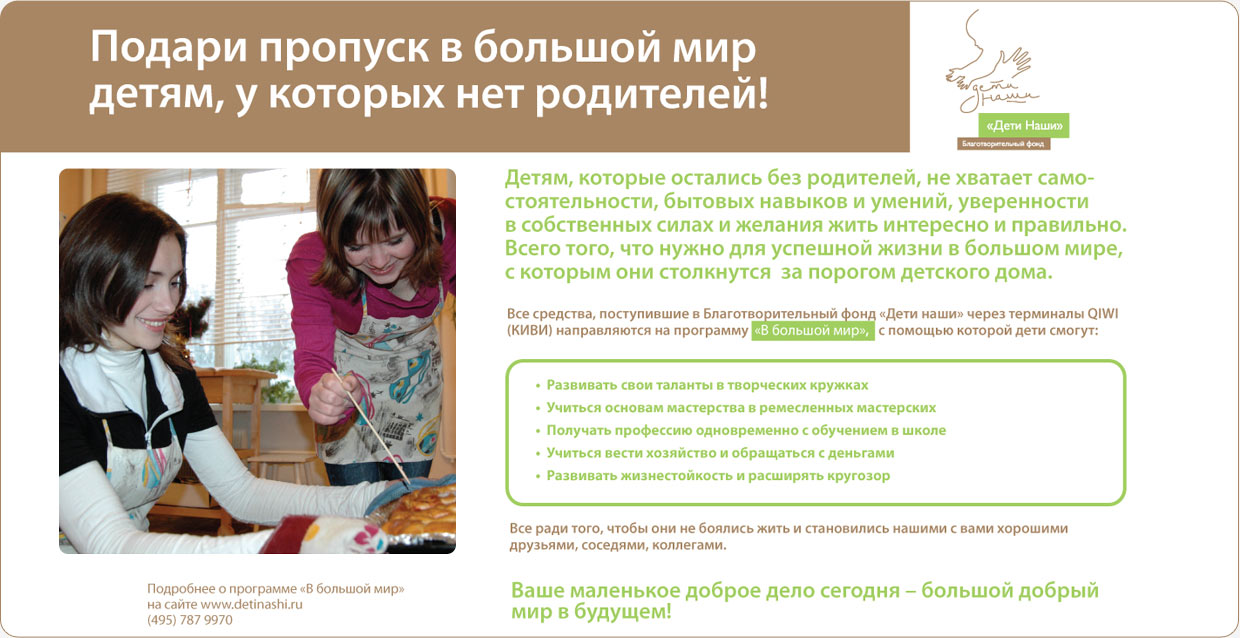 Подари пропуск в большой мир
детям, у которых нет родителей!
дети
наши
«Дети Наши»
Благотворительный фонд
Детям, которые остались без родителей, не хватает само-
стоятельности, бытовых навыков и умений, уверенности
в собственных силах и желания жить интересно и правильно.
Всего того, что нужно для успешной жизни в большом мире,
с которым они столкнутся за порогом детского дома.
Все средства, поступившие в Благотворительный фонд «Дети наши» через терминалы QIWI
(КИВИ) направляются на программу «В большой мир», с помощью которой дети смогут:
• Развивать свои таланты в творческих кружках
• Учиться основам мастерства в ремесленных мастерских
• Получать профессию одновременно с обучением в школе
• Учиться вести хозяйство и обращаться с деньгами
• Развивать жизнестойкость и расширять кругозор
Все ради того, чтобы они не боялись жить и становились нашими с вами хорошими
друзьями, соседями, коллегами.
Подробнее о программе «В большой мир»
на сайте www.detinashi.ru
(495) 787 9970
Ваше маленькое доброе дело сегодня – большой добрый
мир в будущем!